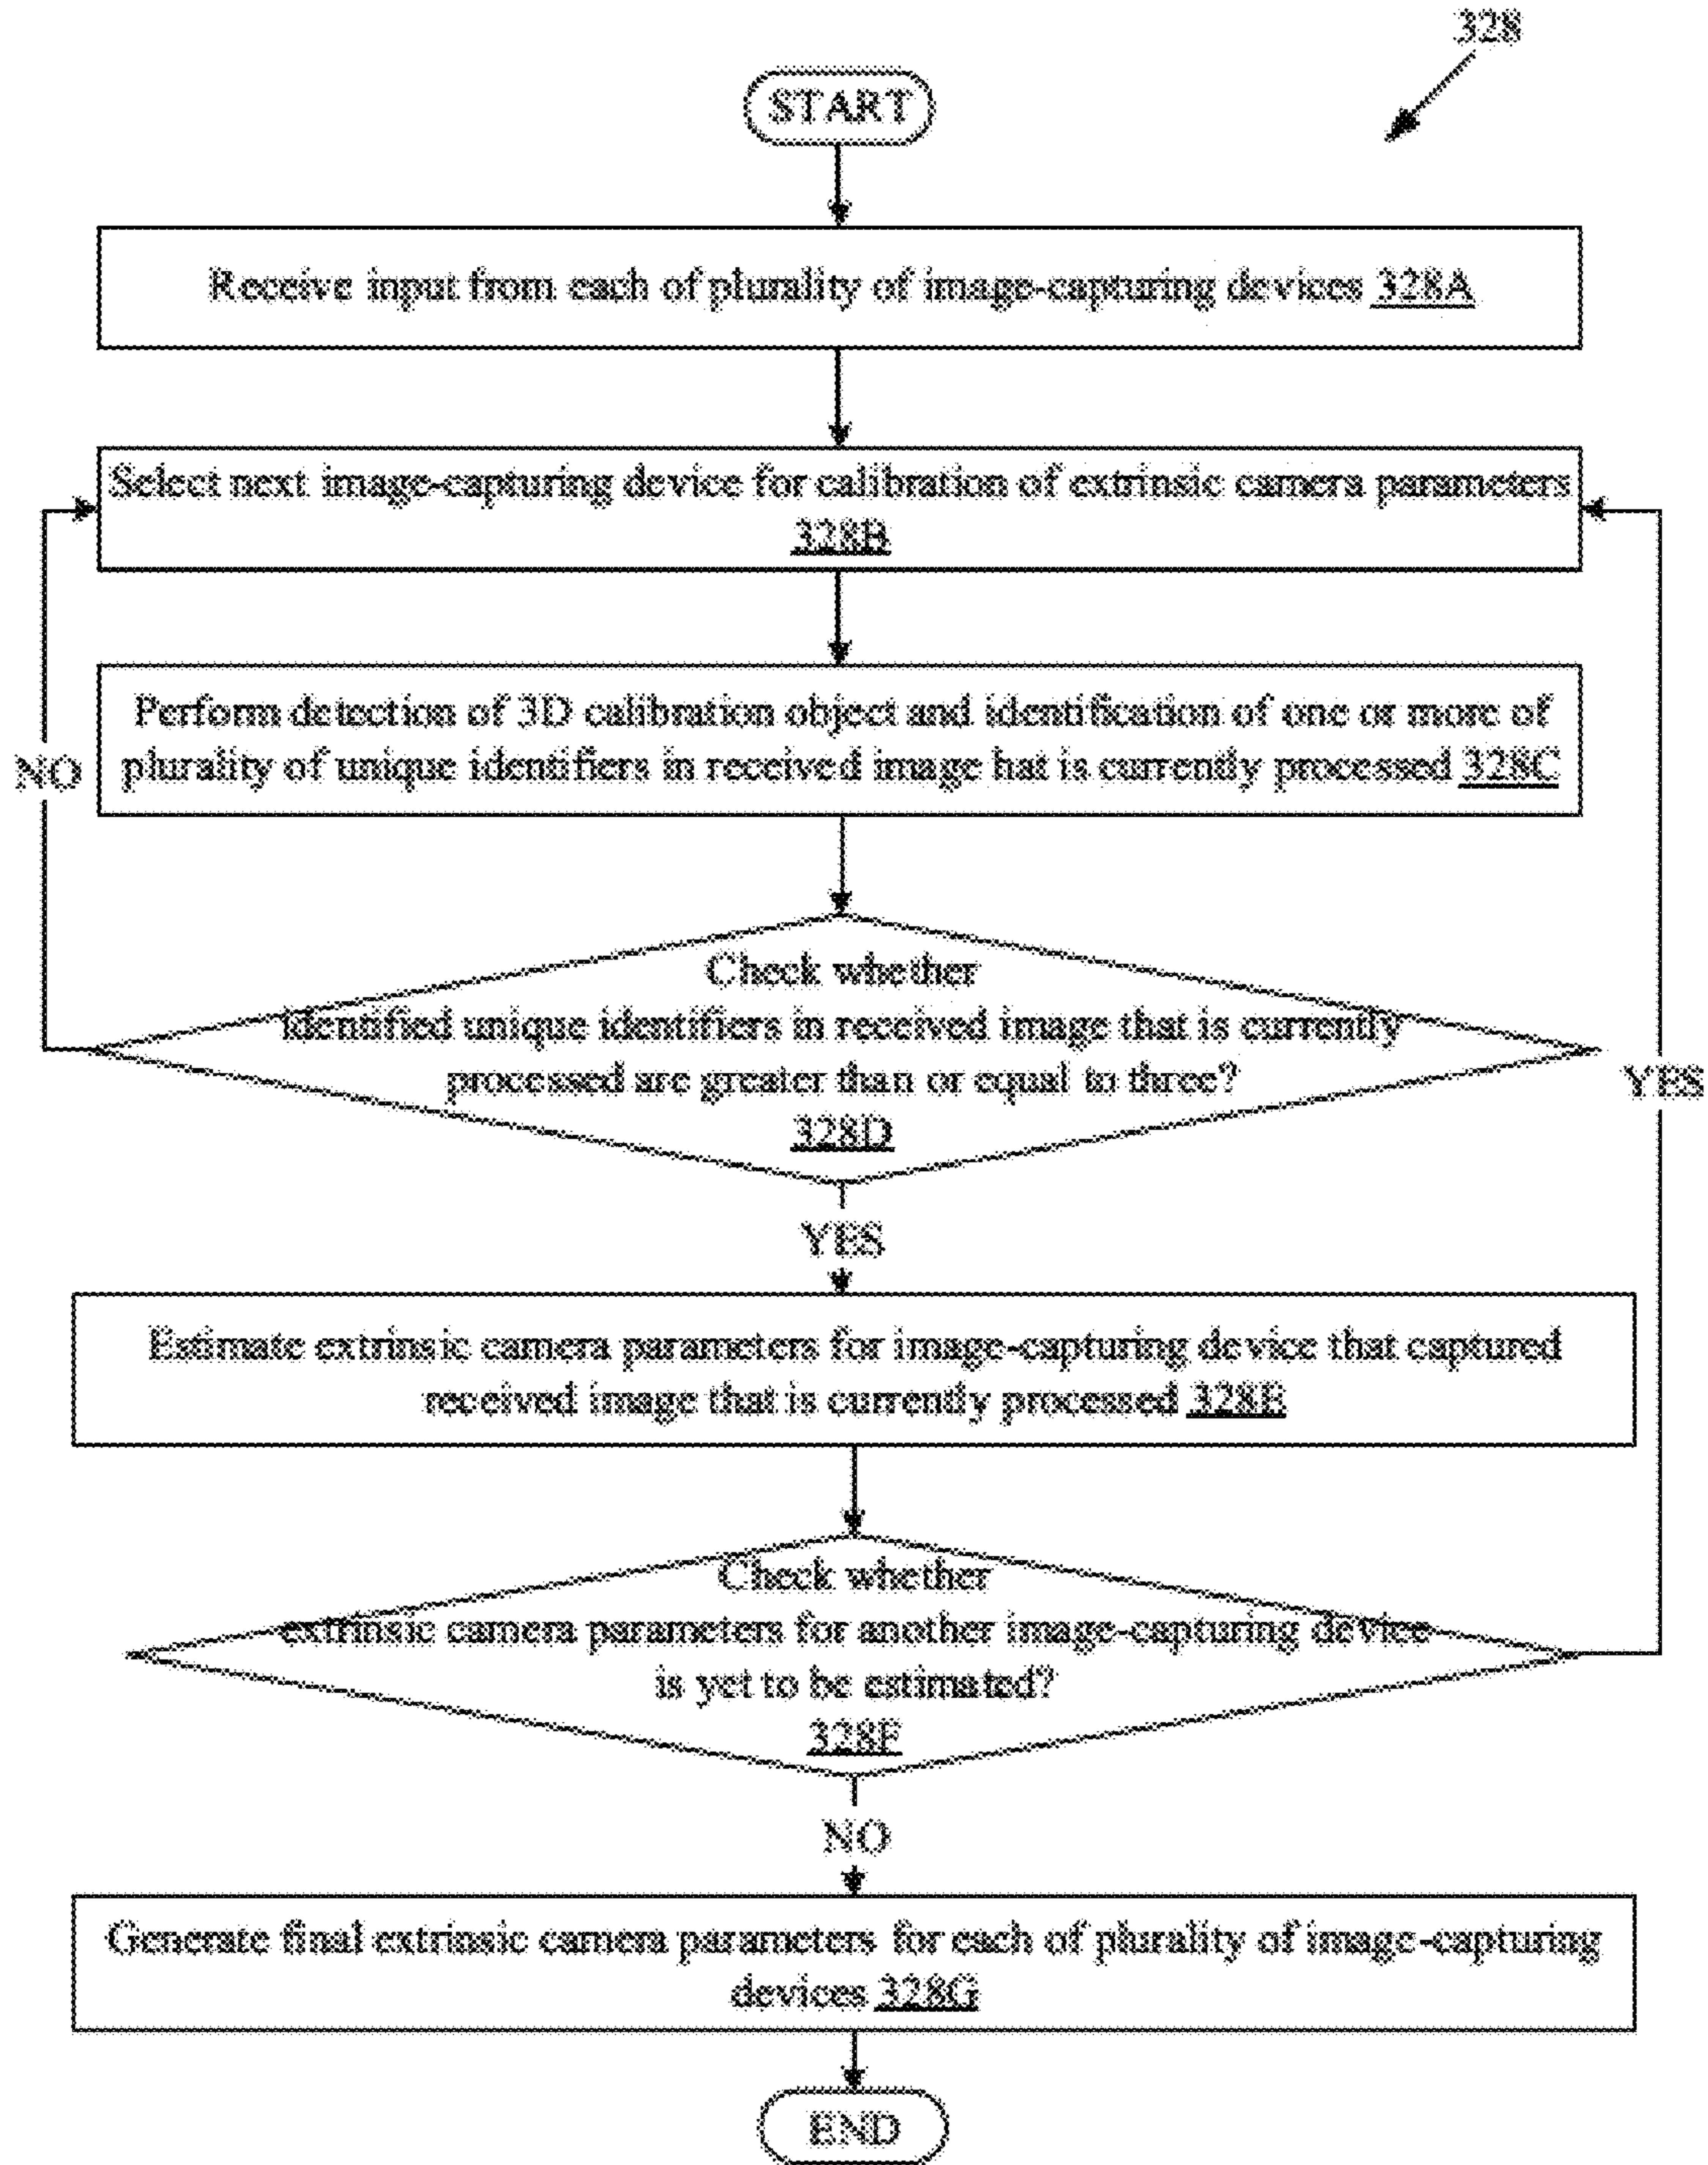 328
START
Receive input from each of plurality of image-capturing devices 328A
Select next image-capturing device for calibration of extrinsic camera parameters
328B
Perform detection of 3D calibration object and identification of one or more of
plurality of unique identifiers in received image hat is currently processed 328C
NO
Check whether
identified unique identifiers in received image that is currently
processed are greater than or equal to three?
328D
YES
YES
Estimate extrinsic camera parameters for image-capturing device that captured
received image that is currently processed 328E
Check whether
extrinsic camera parameters for another image-capturing device
is yet to be estimated?
328F
NO
Generate final extrinsic camera parameters for each of plurality of image-capturing
devices 328G
END